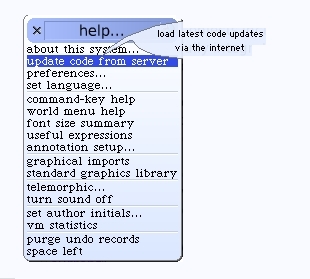 help...
load latest code updates
via the internet
about this system...
update code from server
preferences...
set language...
command-key help
world menu help
font size summary
useful expressions
annotation setup...
graphical imports
standard graphics library
telemorphic...
turn sound off
set author initials...
vm statistics
purge undo records
space left